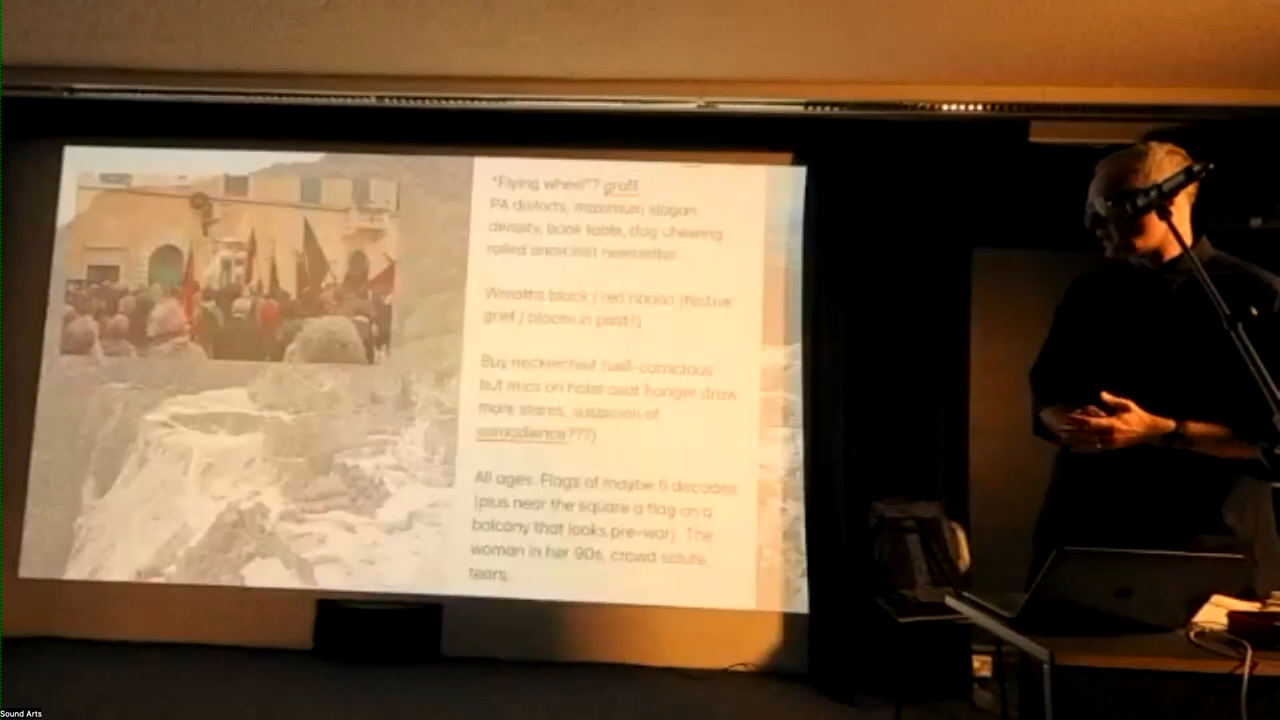 "Flying wheel"? graff
PA distorts, maximum slogan
density, book table, dog chewing
rolled anarchist newsletter
Wreaths black / red ribbon (festive
grief / blooms in past?)
Buy neckerchief (self-conscious
but mics on hotel coat hanger draw
more stares, suspicion of
All ages. Flags of maybe 5 decades
(plus near the square a flag on a
balcony that looks pre-war). The
woman in her 90s, crowd salute,
tears.
Sound Arts